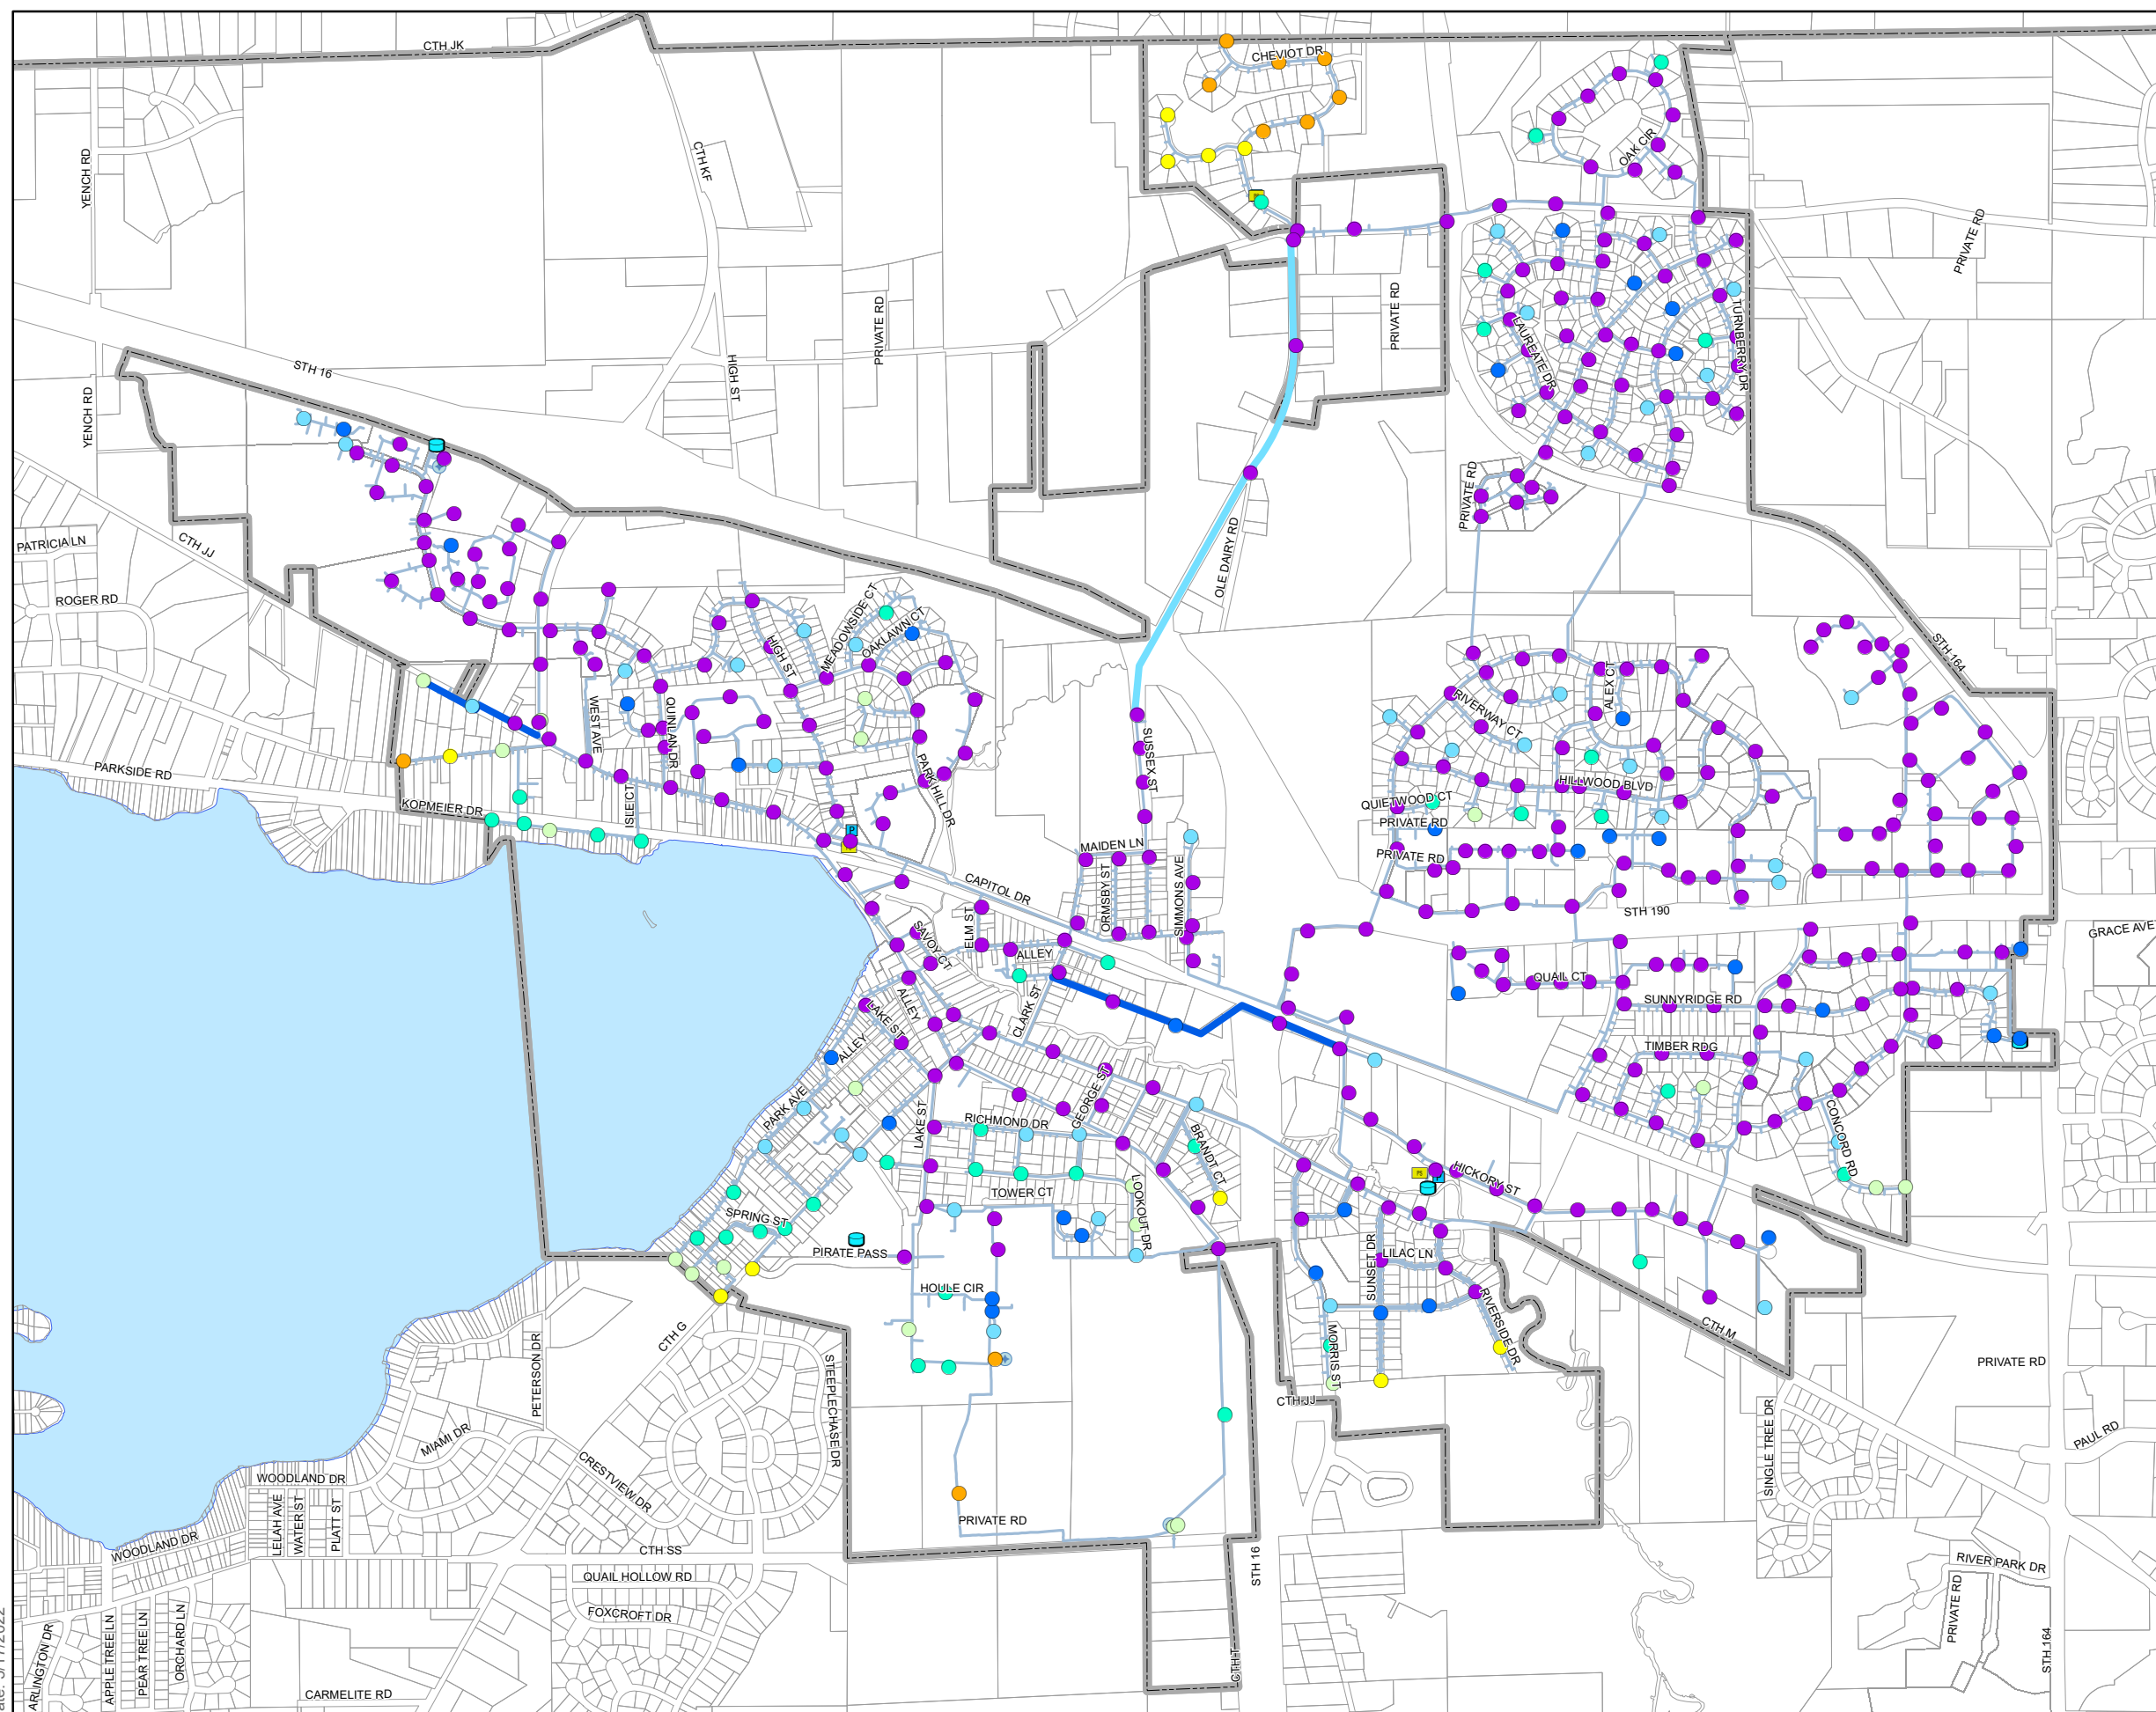 CTH JK
CHEVIOT DR
YENCH RD
CTH KF
OAK CIR
PRIVATE RD
PRIVATE RD
PRIVATE RD
TURNBERRY DR
LAUREATE DR
STH 16
HIGH ST
YENCH RD
PRIVATE RD
CTH JJ
PATRICIA LN
OLE DAIRY RD
ROGER RD
MEADOWSIDE CT
OAKLAWN CT
HIGH ST
STH 164
ALEX CT
RIVERWAY CT
WEST AVE
QUINLAN DR
SUSSEX ST
PARKSIDE RD
PARK HILL DR
HILLWOOD BLVD
QUIETWOOD CT
KOPMEIER DR
ISLE CT
PRIVATE RD
P
MAIDEN LN
PRIVATE RD
CAPITOL DR
ORMSBY ST
SIMMONS AVE
STH 190
ELM ST
SAVOY CT
GRACE AVE
ALLEY
QUAIL CT
ALLEY
CLARK ST
LAKE ST
SUNNYRIDGE RD
ALLEY
TIMBER RDG
PARK AVE
GEORGE ST
LAKE ST
RICHMOND DR
BRANDT CT
CONCORD RD
HICKORY ST
TOWER CT
LOOKOUT DR
SPRING ST
PIRATE PASS
SUNSET DR
LILAC LN
HOULE CIR
RIVERSIDE DR
CTH M
CTH G
MORRIS ST
PETERSON DR
STEEPLECHASE DR
PRIVATE RD
CTH JJ
MIAMI DR
SINGLE TREE DR
PAUL RD
CRESTVIEW DR
WOODLAND DR
LELAH AVE
WATER ST
PLATT ST
PRIVATE RD
WOODLAND DR
CTH SS
STH 16
RIVER PARK DR
QUAIL HOLLOW RD
PRIVATE RD
FOXCROFT DR
ARLINGTON DR
APPLE TREE LN
PEAR TREE LN
ORCHARD LN
STH 164
CTH T
CARMELITE RD